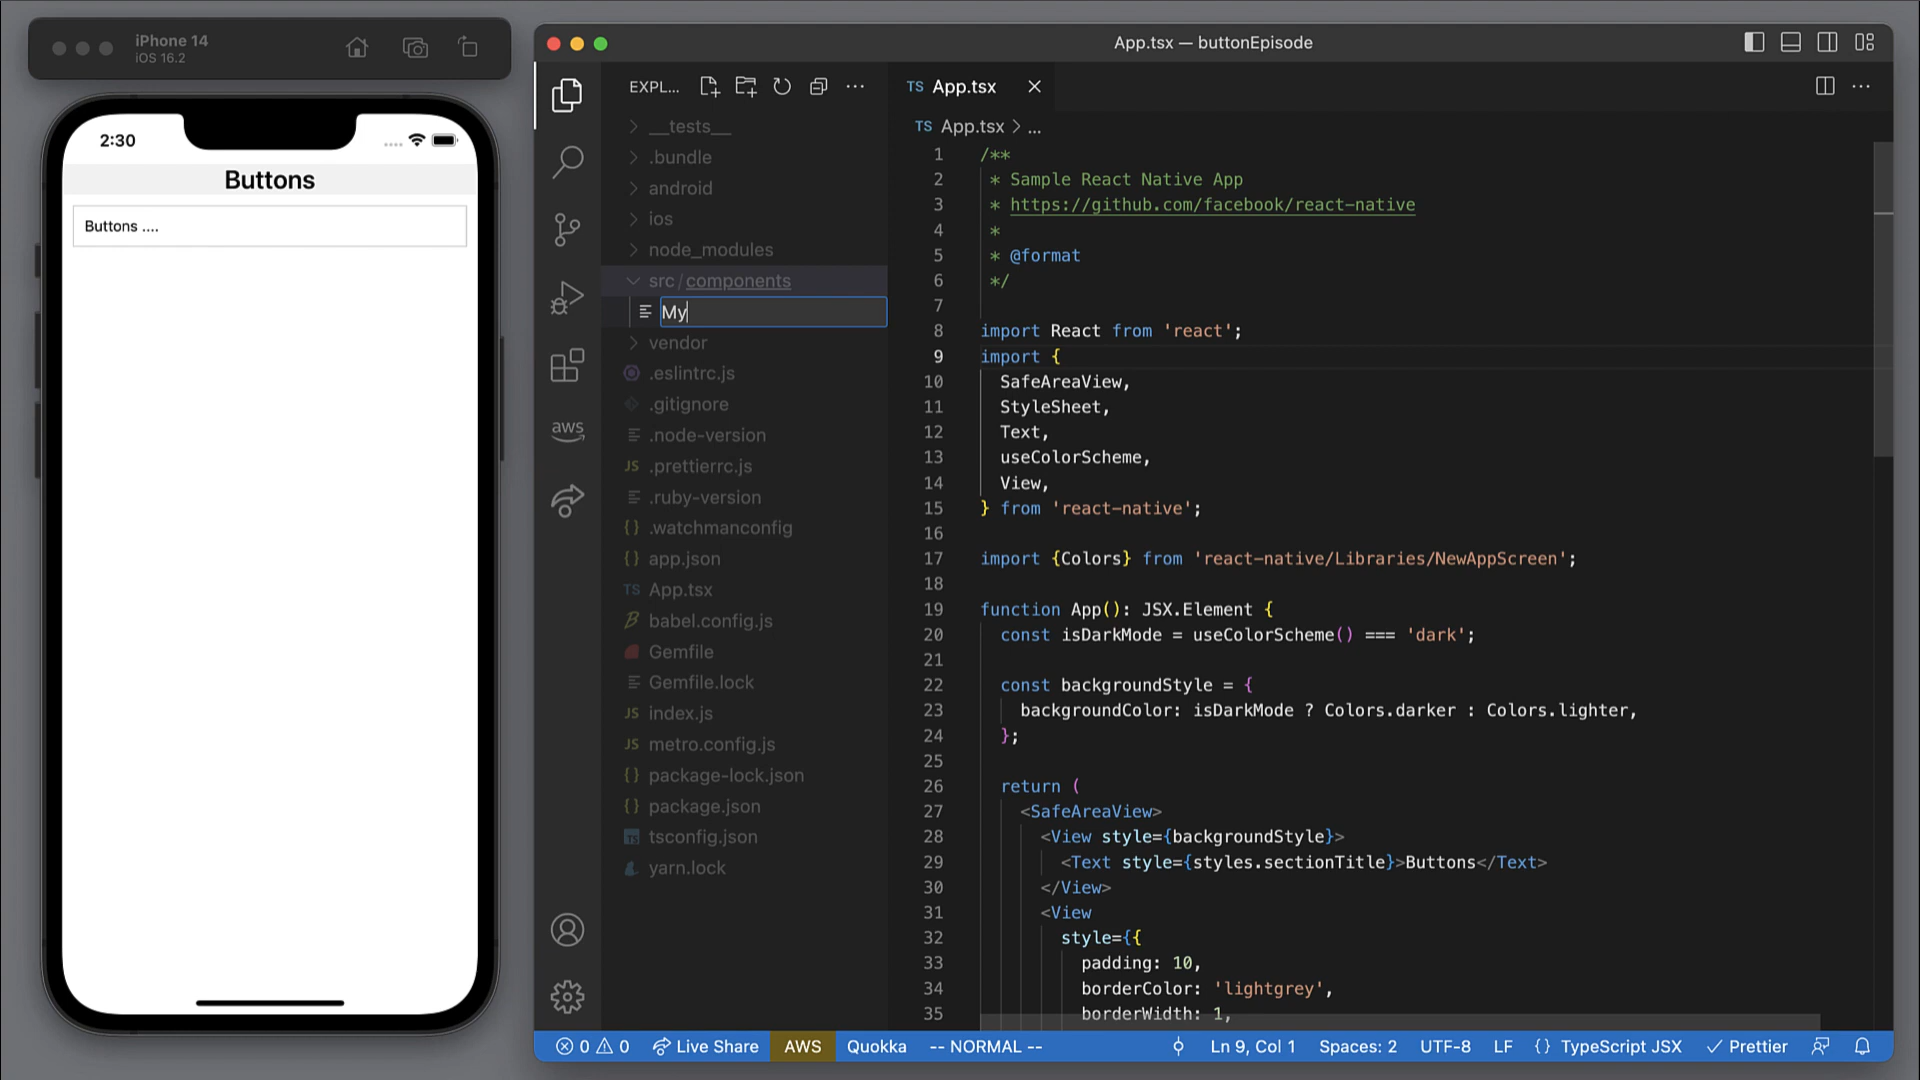 iPhone 14
iOS 16.2
2:30
Buttons
Buttons ....
App.tsx — buttonEpisode
EXPL...
__tests__
.bundle
android
ios
node_modules
src / components
My
vendor
.eslintrc.js
.gitignore
.node-version
JS .prettierrc.js
.ruby-version
{} .watchmanconfig
{} app.json
TS App.tsx
babel.config.js
Gemfile
Gemfile.lock
JS index.js
JS metro.config.js
{} package-lock.json
{} package.json
TS tsconfig.json
yarn.lock
aws
TS App.tsx
TS App.tsx > ...
1 /**
2 * Sample React Native App
3 * https://github.com/facebook/react-native
4 *
5 * @format
6 */
7
8 import React from 'react';
9 import {
10 SafeAreaView,
11 StyleSheet,
12 Text,
13 useColorScheme,
14 View,
15 } from 'react-native';
16
17 import {Colors} from 'react-native/Libraries/NewAppScreen';
18
19 function App(): JSX.Element {
20 const isDarkMode = useColorScheme() === 'dark';
21
22 const backgroundStyle = {
23 backgroundColor: isDarkMode ? Colors.darker : Colors.lighter,
24 };
25
26 return (
27 <SafeAreaView>
28 <View style={backgroundStyle}>
29 <Text style={styles.sectionTitle}>Buttons</Text>
30 </View>
31 <View
32 style={{
33 padding: 10,
34 borderColor: 'lightgrey',
35 borderWidth: 1,
0 0 Live Share AWS Quokka -- NORMAL -- Ln 9, Col 1 Spaces: 2 UTF-8 LF {} TypeScript JSX Prettier